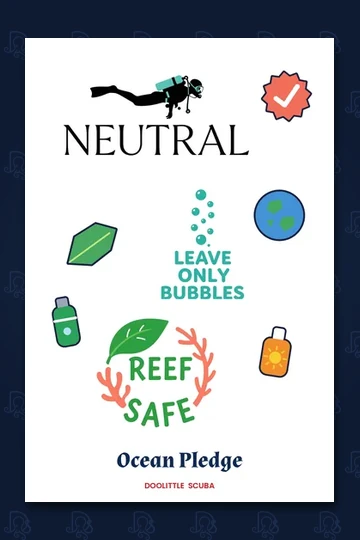 NEUTRAL
LEAVE
ONLY
BUBBLES
REEF
SAFE
Ocean Pledge
DOOLITTLE SCUBA